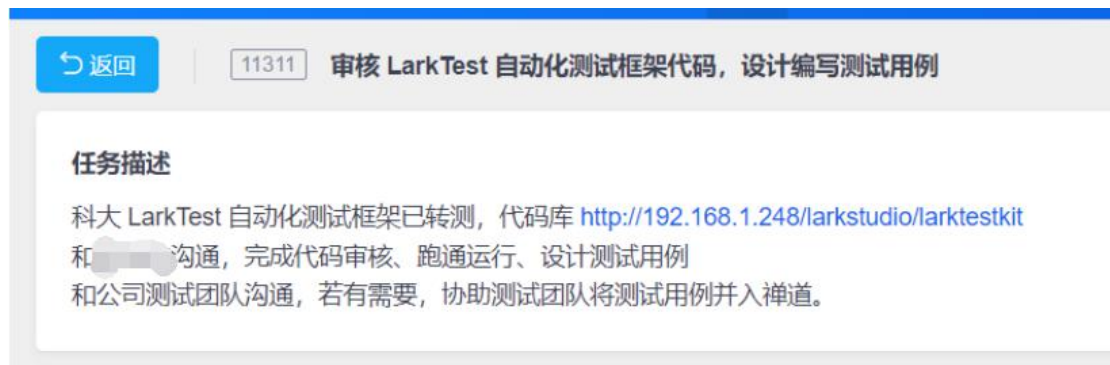 返回
11311 审核 LarkTest 自动化测试框架代码，设计编写测试用例
任务描述
科大 LarkTest 自动化测试框架已转测，代码库 http://192.168.1.248/larkstudio/larktestkit
和 沟通，完成代码审核、跑通运行、设计测试用例
和公司测试团队沟通，若有需要，协助测试团队将测试用例并入禅道。